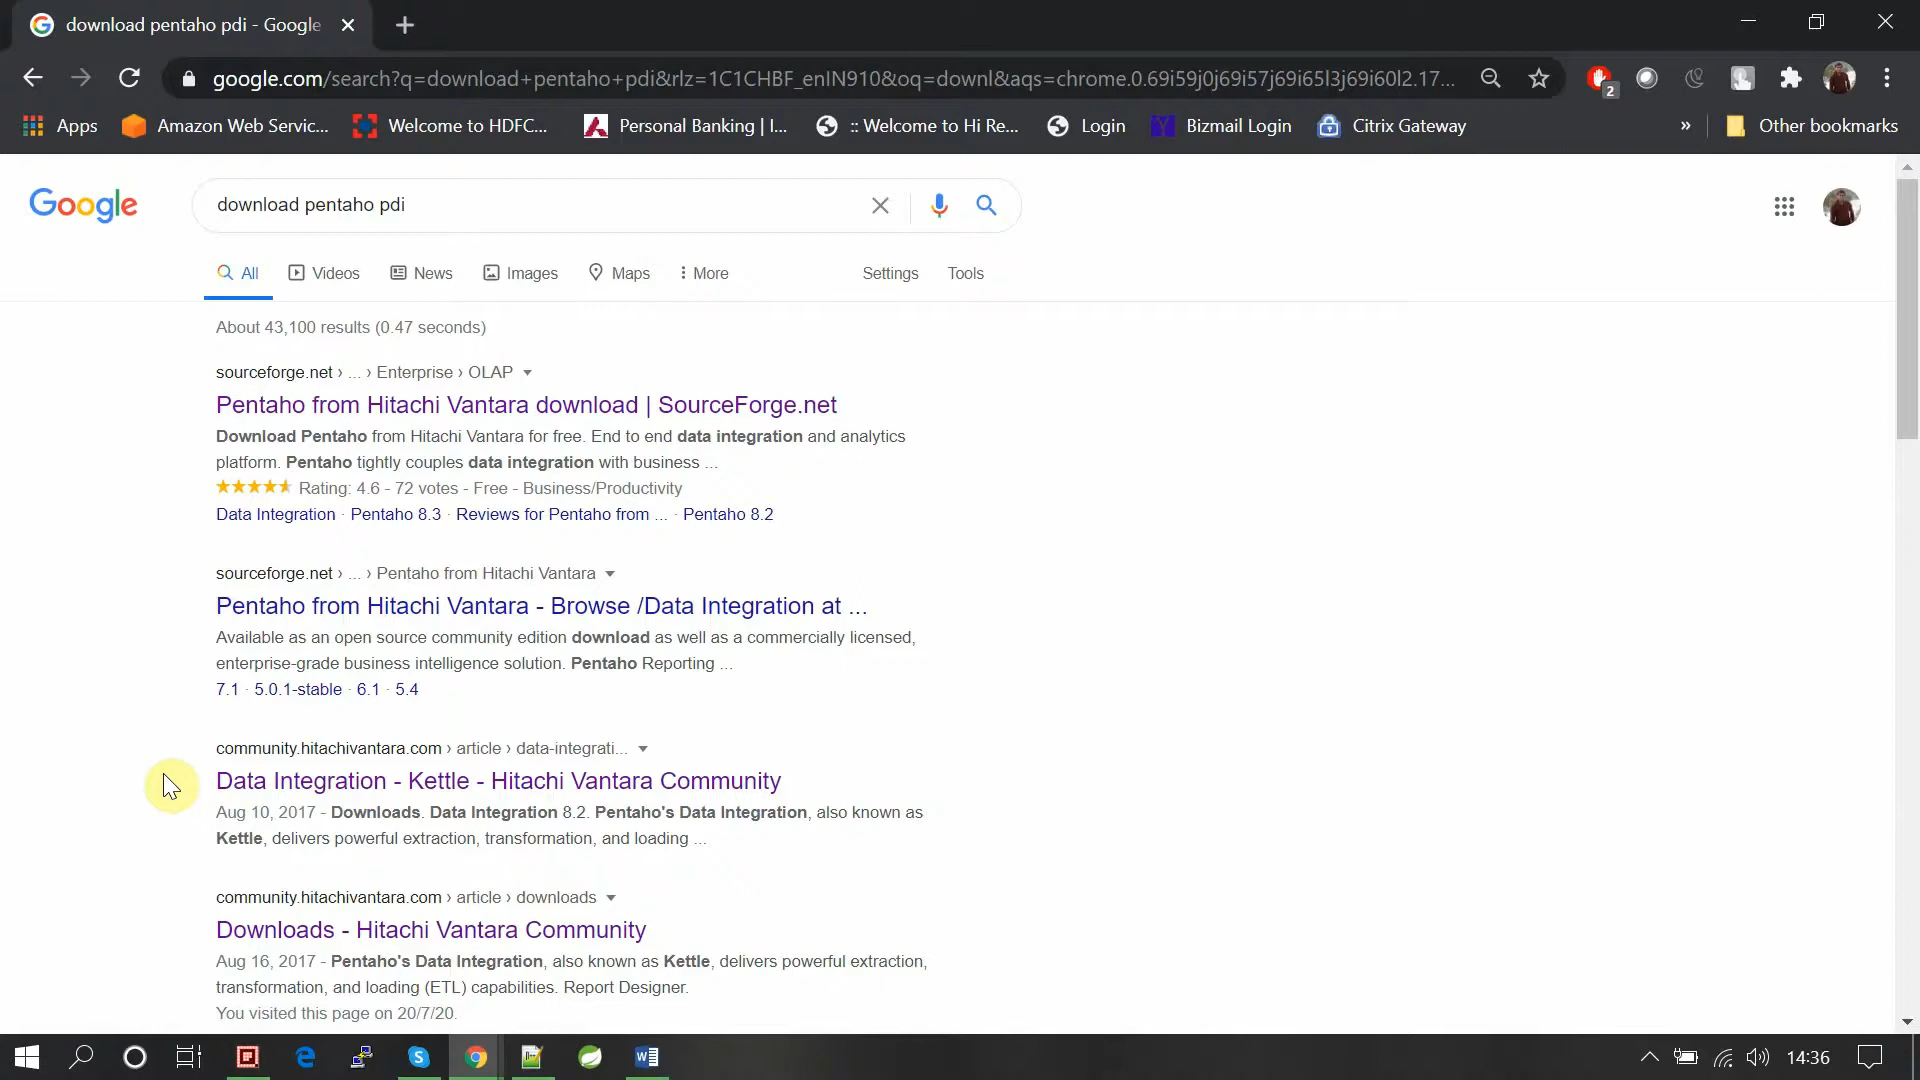 download pentaho pdi - Google
google.com/search?q=download+pentaho+pdi&rlz=1C1CHBF_enIN910&oq=downl&aqs=chrome.0.69i59j0j69i57j69i65l3j69i60l2.17...
2
Apps
Amazon Web Servic...
Welcome to HDFC...
Personal Banking | I...
:: Welcome to Hi Re...
Login
Bizmail Login
Citrix Gateway
»
Other bookmarks
Google
download pentaho pdi
All
Videos
News
Images
Maps
More
Settings
Tools
About 43,100 results (0.47 seconds)
sourceforge.net › ... › Enterprise › OLAP
Pentaho from Hitachi Vantara download | SourceForge.net
Download Pentaho from Hitachi Vantara for free. End to end data integration and analytics
platform. Pentaho tightly couples data integration with business ...
Rating: 4.6 - 72 votes - Free - Business/Productivity
Data Integration · Pentaho 8.3 · Reviews for Pentaho from ... · Pentaho 8.2
sourceforge.net › ... › Pentaho from Hitachi Vantara
Pentaho from Hitachi Vantara - Browse /Data Integration at ...
Available as an open source community edition download as well as a commercially licensed,
enterprise-grade business intelligence solution. Pentaho Reporting ...
7.1 · 5.0.1-stable · 6.1 · 5.4
community.hitachivantara.com › article › data-integrati...
Data Integration - Kettle - Hitachi Vantara Community
Aug 10, 2017 - Downloads. Data Integration 8.2. Pentaho's Data Integration, also known as
Kettle, delivers powerful extraction, transformation, and loading ...
community.hitachivantara.com › article › downloads
Downloads - Hitachi Vantara Community
Aug 16, 2017 - Pentaho's Data Integration, also known as Kettle, delivers powerful extraction,
transformation, and loading (ETL) capabilities. Report Designer.
You visited this page on 20/7/20.
14:36